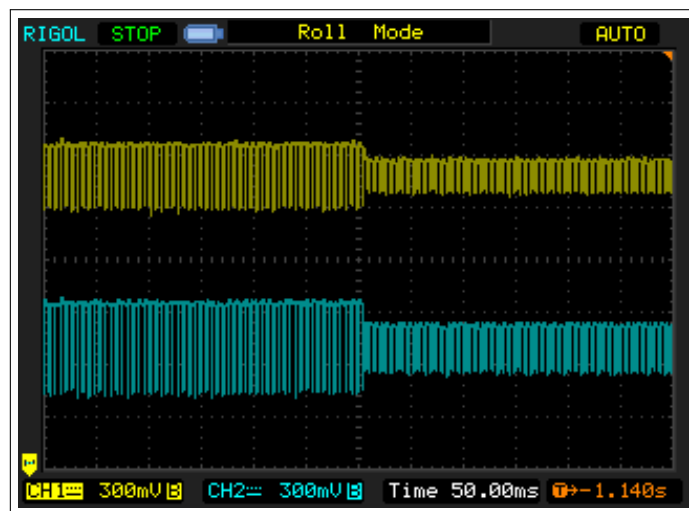 RIGOL STOP Roll Mode AUTO
CH1 300mV B CH2 300mV B Time 50.00ms T→-1.140s